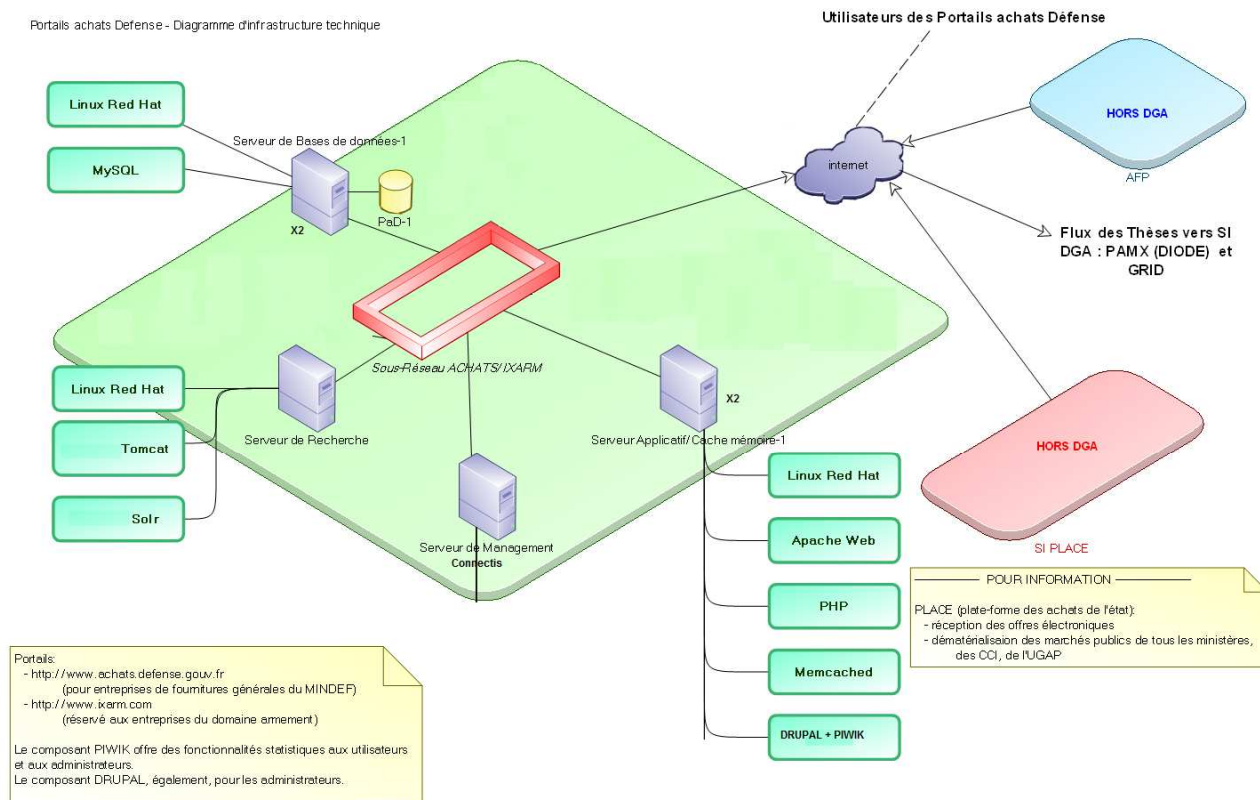 Portails achats Defense - Diagramme d'infrastructure technique
Utilisateurs des Portails achats Défense
Linux Red Hat
MySQL
Serveur de Bases de données-1
X2
PaD-1
internet
HORS DGA
AFP
Flux des Thèses vers SI
DGA : PAMX (DIODE) et
GRID
Sous-Réseau ACHATS/IXARM
Linux Red Hat
Tomcat
Solr
Serveur de Recherche
X2
Serveur Applicatif/Cache mémoire-1
Serveur de Management
Connectis
Linux Red Hat
Apache Web
PHP
Memcached
DRUPAL + PIWIK
HORS DGA
SI PLACE
POUR INFORMATION
PLACE (plate-forme des achats de l'état):
- réception des offres électroniques
- dématérialisaion des marchés publics de tous les ministères,
des CCI, de l'UGAP
Portails:
- http://www.achats.defense.gouv.fr
(pour entreprises de fournitures générales du MINDEF)
- http://www.ixarm.com
(réservé aux entreprises du domaine armement)
Le composant PIWIK offre des fonctionnalités statistiques aux utilisateurs
et aux administrateurs.
Le composant DRUPAL, également, pour les administrateurs.